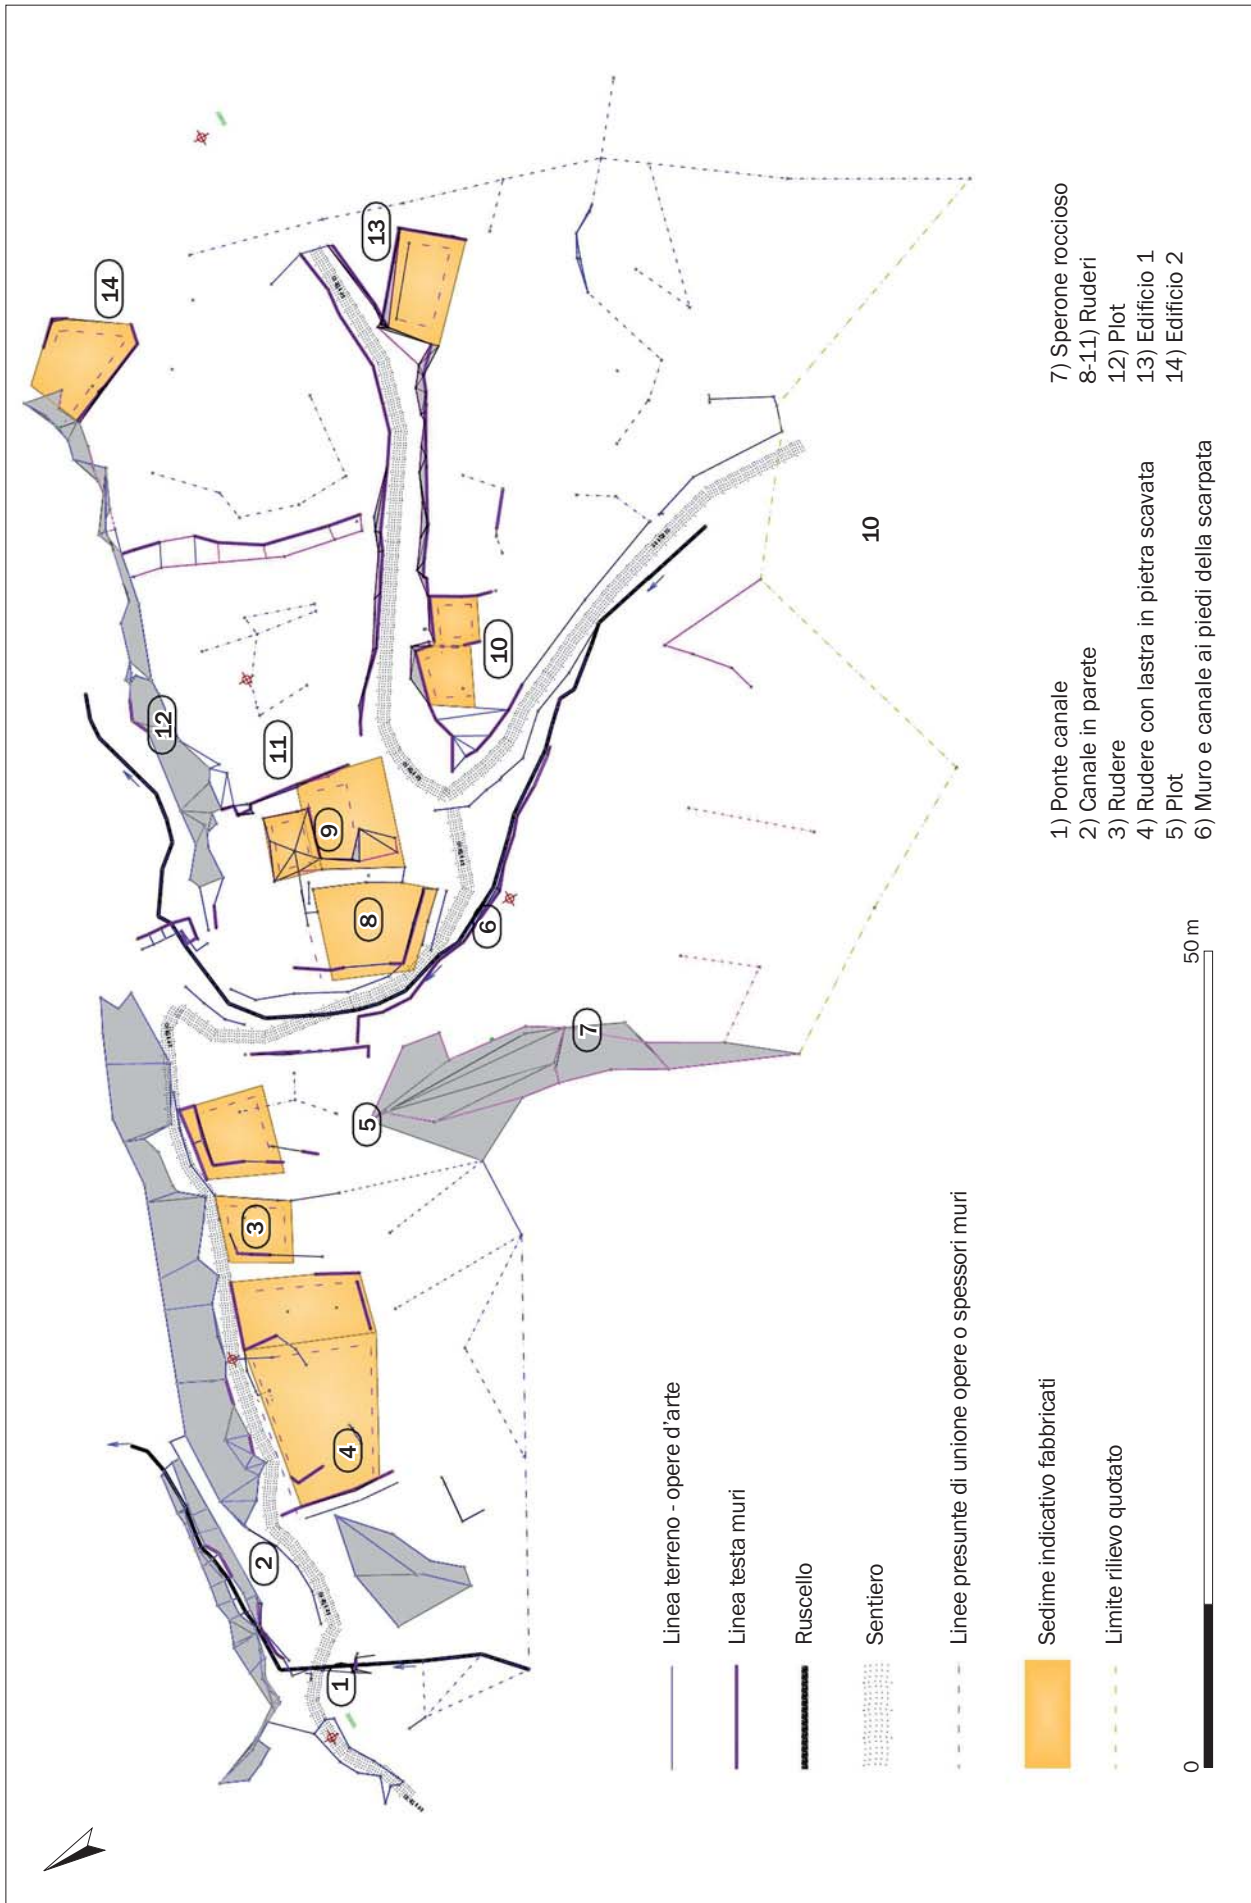 14
13
12
11
10
9
8
7
6
5
4
3
2
1
10
Linea terreno - opere d'arte
Linea testa muri
Ruscello
Sentiero
Linee presunte di unione opere o spessori muri
Sedime indicativo fabbricati
Limite rilievo quotato
1) Ponte canale
2) Canale in parete
3) Rudere
4) Rudere con lastra in pietra scavata
5) Plot
6) Muro e canale ai piedi della scarpata
7) Sperone roccioso
8-11) Ruderi
12) Plot
13) Edificio 1
14) Edificio 2
0
50 m